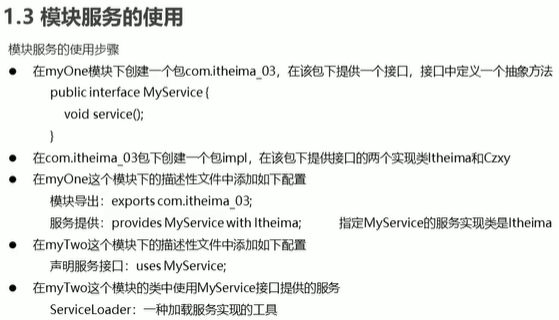 1.3 模块服务的使用
模块服务的使用步骤
● 在myOne模块下创建一个包com.itheima_03，在该包下提供一个接口，接口中定义一个抽象方法
public interface MyService {
void service();
}
● 在com.itheima_03包下创建一个包impl，在该包下提供接口的两个实现类Itheima和Czxy
● 在myOne这个模块下的描述性文件中添加如下配置
模块导出：exports com.itheima_03;
服务提供：provides MyService with Itheima; 指定MyService的服务实现类是Itheima
● 在myTwo这个模块下的描述性文件中添加如下配置
声明服务接口：uses MyService;
● 在myTwo这个模块的类中使用MyService接口提供的服务
ServiceLoader：一种加载服务实现的工具